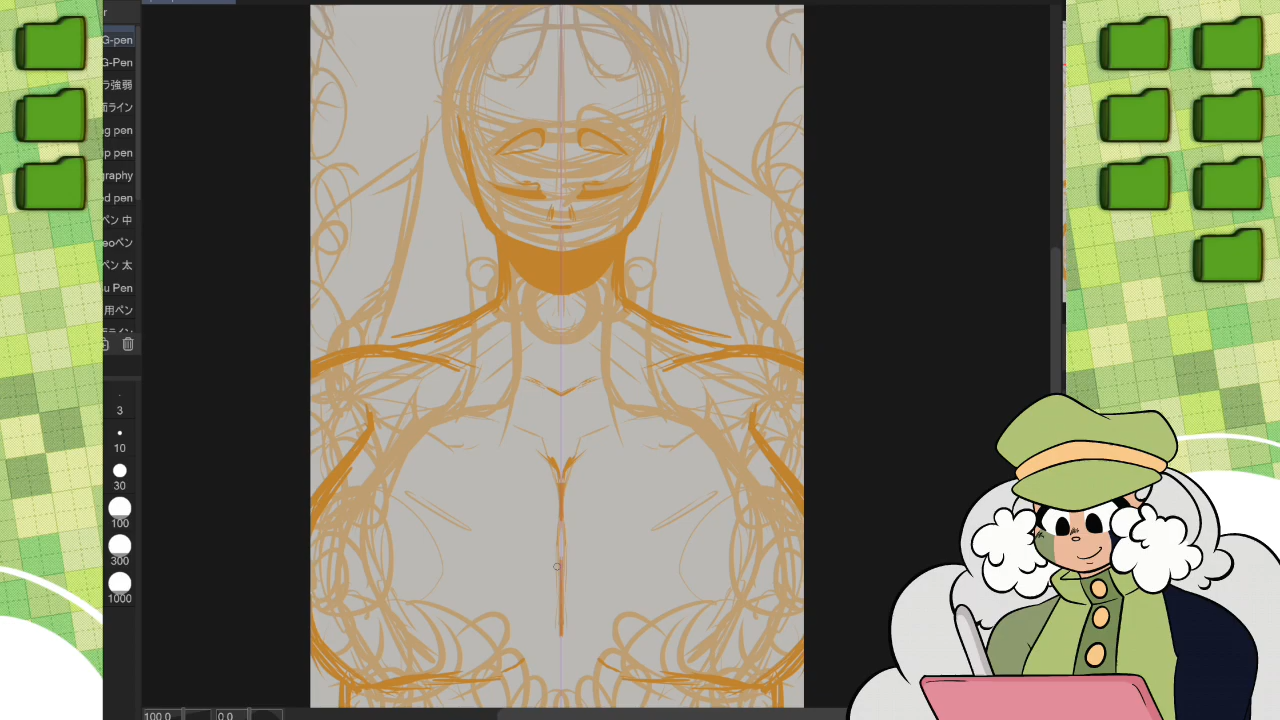 r
G-pen
G-Pen
ラ強弱
面ライン
g pen
p pen
graphy
d pen
ペン 中
eoペン
ペン 太
u Pen
用ペン
3
10
30
100
300
1000
100.0
0.0